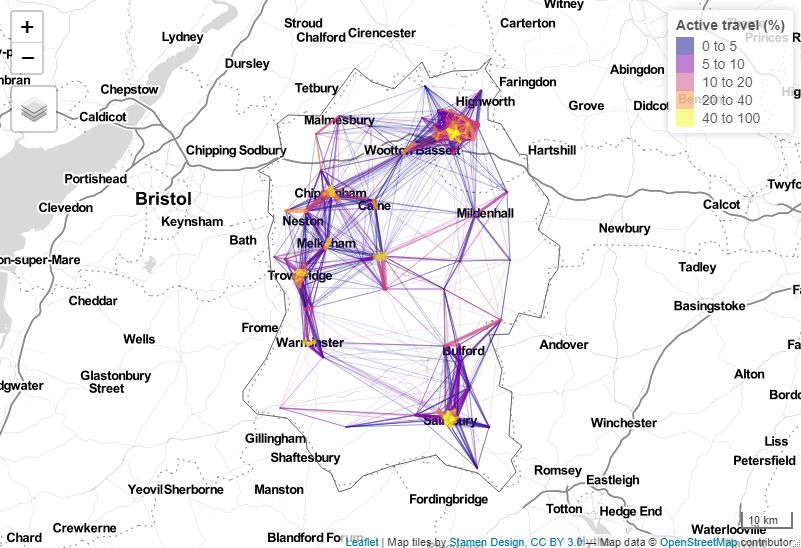 Witney
Stroud
Cirencester
Carterton
Lydney
Chalford
Active travel (%)
Princes R
0 to 5
5 to 10
10 to 20
20 to 40
40 to 100
+
−
Dursley
Abingdon
Faringdon
Tetbury
Chepstow
Highworth
Grove
Didcot
Caldicot
Malmesbury
Chipping Sodbury
Wootton Bassett
Hartshill
Portishead
Bristol
Chippenham
Calne
Twyfo
Clevedon
Calcot
Keynsham
Neston
Mildenhall
Newbury
Bath
Melksham
on-super-Mare
Tadley
Trowbridge
Cheddar
Basingstoke
Frome
Wells
Warminster
Andover
Bulford
Fa
Glastonbury
Street
Alton
dgwater
Bordo
Salisbury
Winchester
Gillingham
Liss
Shaftesbury
Petersfield
Romsey
Eastleigh
Yeovil
Sherborne
Manston
Fordingbridge
Totton
Hedge End
10 km
Crewkerne
Waterlooville
Chard
Blandford Forum
Leaflet | Map tiles by Stamen Design, CC BY 3.0 — Map data © OpenStreetMap contributor